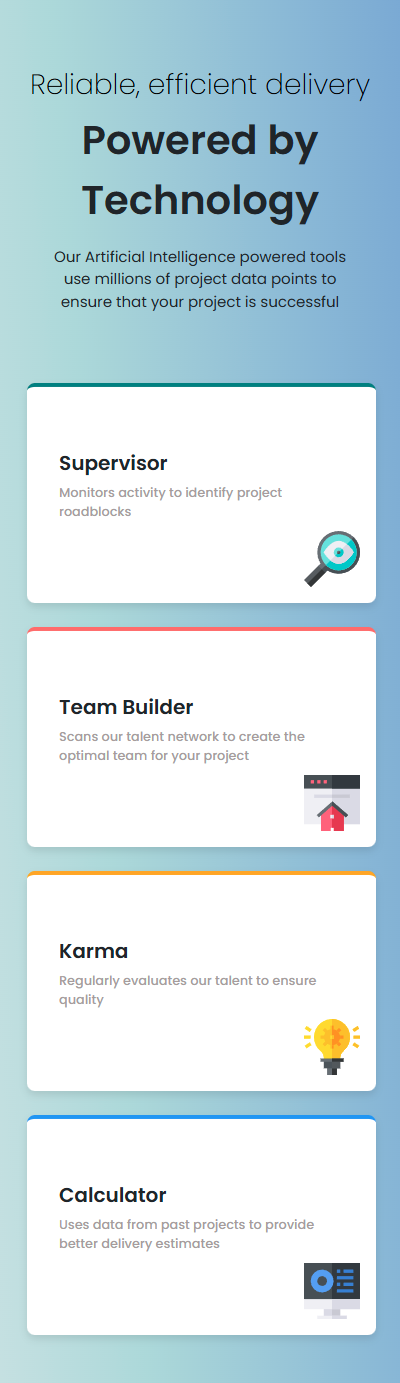 Reliable, efficient delivery
Powered by
Technology
Our Artificial Intelligence powered tools
use millions of project data points to
ensure that your project is successful
Supervisor
Monitors activity to identify project
roadblocks
Team Builder
Scans our talent network to create the
optimal team for your project
Karma
Regularly evaluates our talent to ensure
quality
Calculator
Uses data from past projects to provide
better delivery estimates